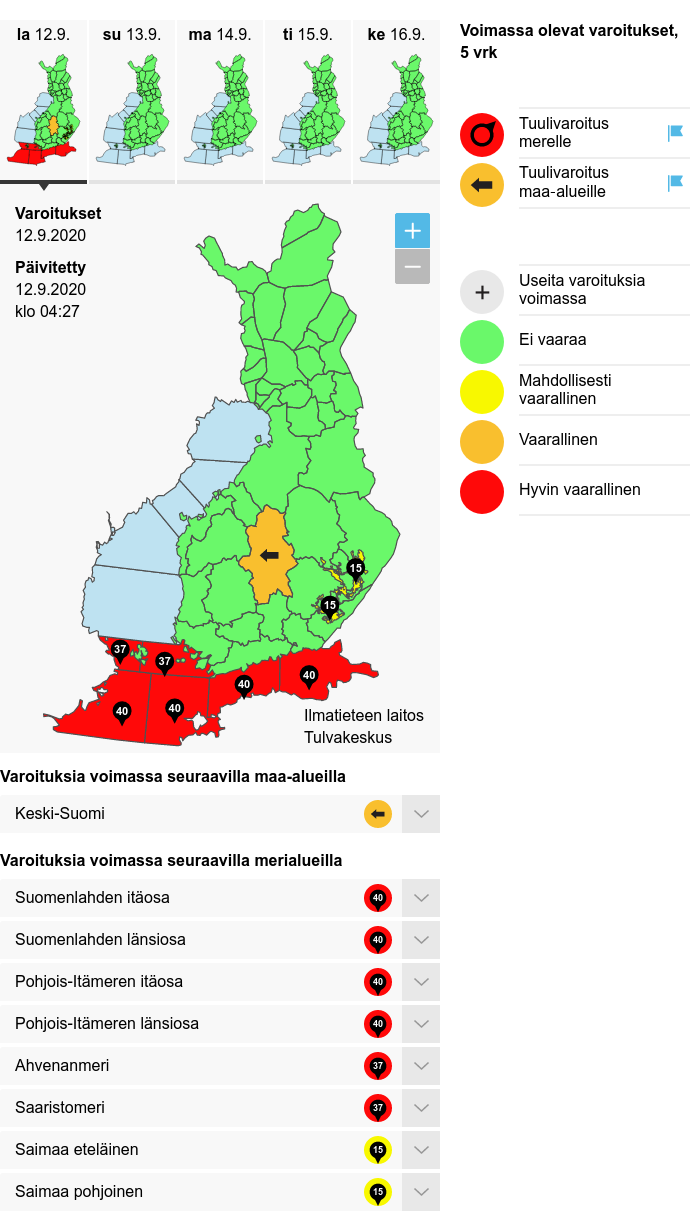 la 12.9.
su 13.9.
ma 14.9.
ti 15.9.
ke 16.9.
Varoitukset
12.9.2020
Päivitetty
12.9.2020
klo 04:27
+
−
15
15
37
37
40
40
40
40
Ilmatieteen laitos
Tulvakeskus
Varoituksia voimassa seuraavilla maa-alueilla
Keski-Suomi
Varoituksia voimassa seuraavilla merialueilla
Suomenlahden itäosa 40
Suomenlahden länsiosa 40
Pohjois-Itämeren itäosa 40
Pohjois-Itämeren länsiosa 40
Ahvenanmeri 37
Saaristomeri 37
Saimaa eteläinen 15
Saimaa pohjoinen 15
Voimassa olevat varoitukset,
5 vrk
Tuulivaroitus
merelle
Tuulivaroitus
maa-alueille
+
Useita varoituksia
voimassa
Ei vaaraa
Mahdollisesti
vaarallinen
Vaarallinen
Hyvin vaarallinen